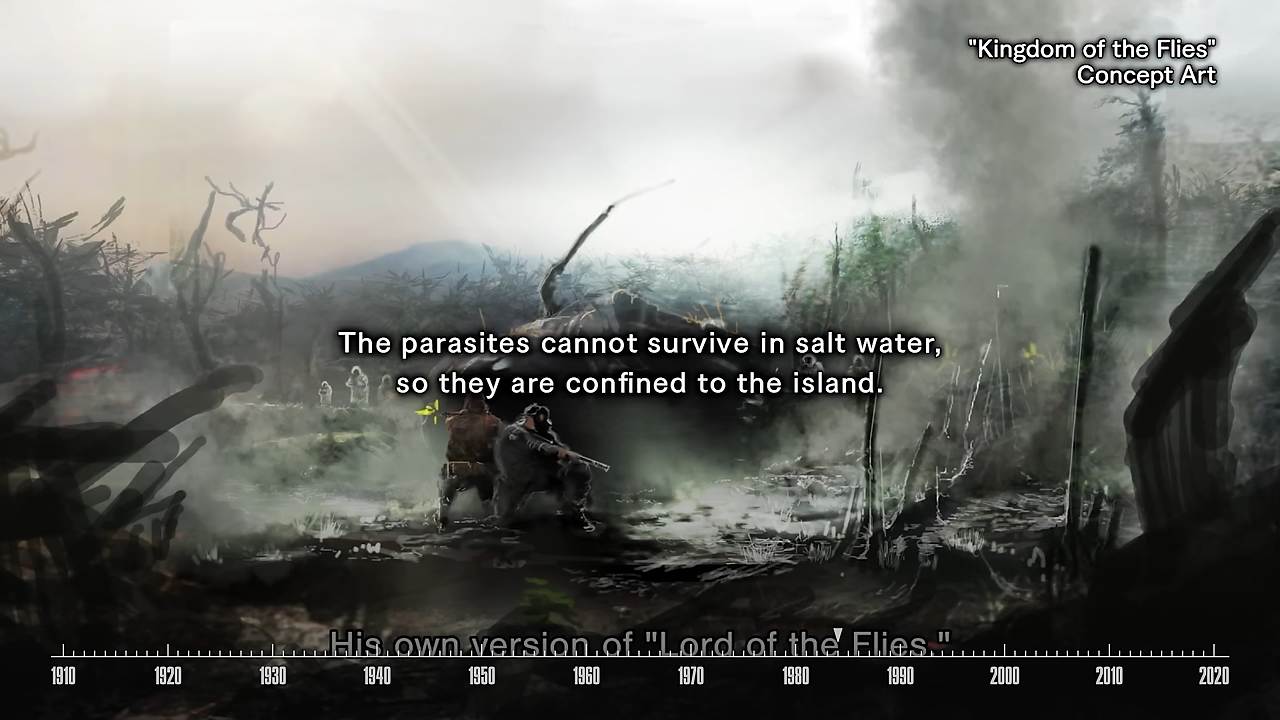 "Kingdom of the Flies"
Concept Art
The parasites cannot survive in salt water,
so they are confined to the island.
His own version of "Lord of the Flies."
1910 1920 1930 1940 1950 1960 1970 1980 1990 2000 2010 2020